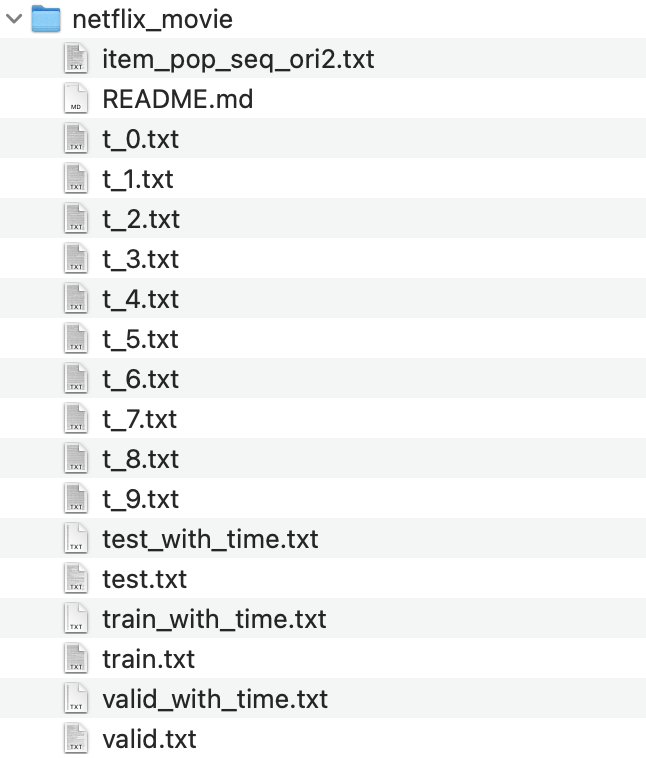 netflix_movie
item_pop_seq_ori2.txt
README.md
t_0.txt
t_1.txt
t_2.txt
t_3.txt
t_4.txt
t_5.txt
t_6.txt
t_7.txt
t_8.txt
t_9.txt
test_with_time.txt
test.txt
train_with_time.txt
train.txt
valid_with_time.txt
valid.txt